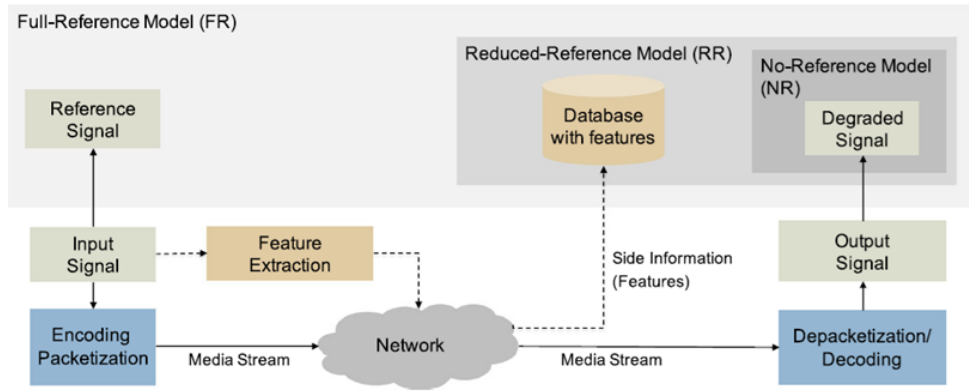 Full-Reference Model (FR)
Reduced-Reference Model (RR)
No-Reference Model
(NR)
Reference
Signal
Database
with features
Degraded
Signal
Input
Signal
Feature
Extraction
Side Information
(Features)
Output
Signal
Encoding
Packetization
Media Stream
Network
Media Stream
Depacketization/
Decoding